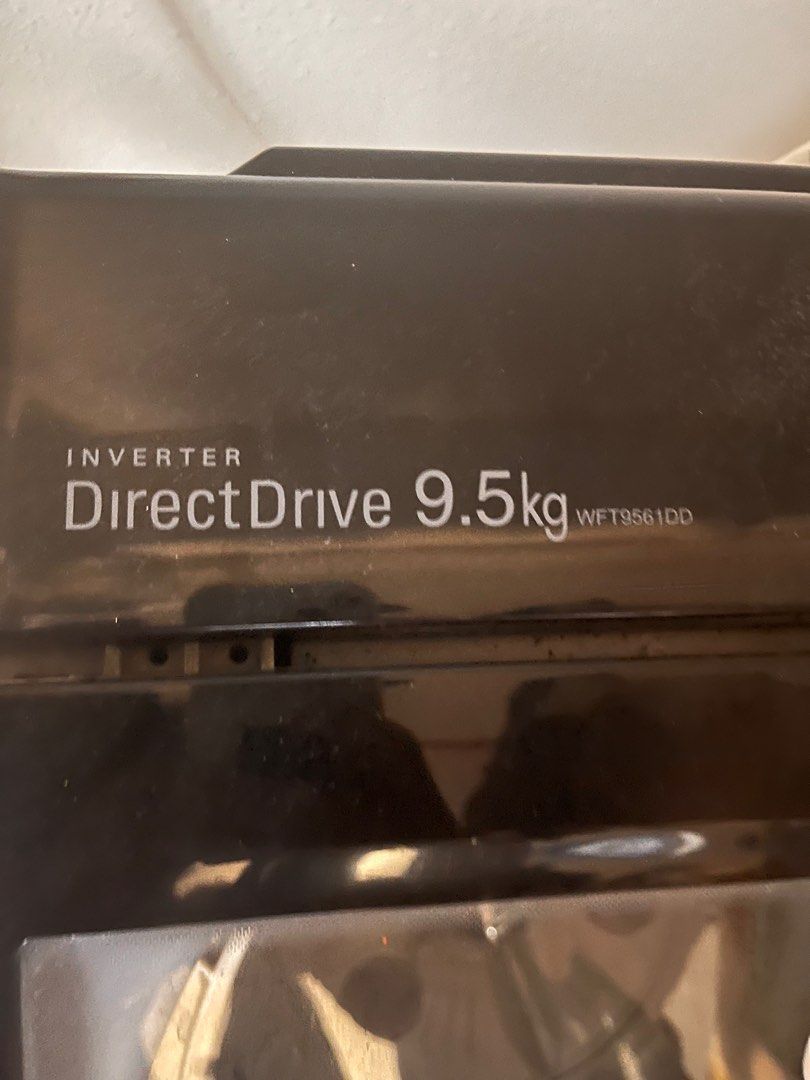 INVERTER
DirectDrive 9.5kg WFT9561DD